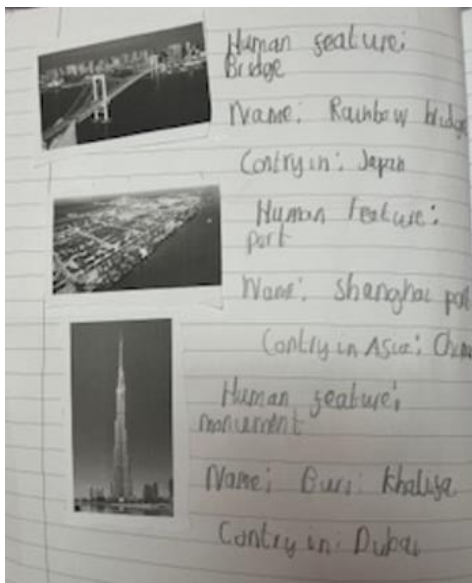 Human feature:
Bridge
Name: Rainbow bridge
Contry in: Japan
Human feature:
port
Name: Shanghai port
Contry in Asia: China
Human feature:
monument
Name: Burj Khalifa
Contry in: Dubai